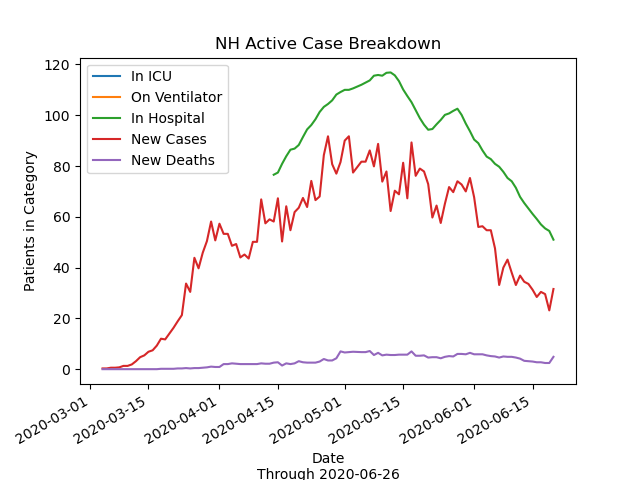 NH Active Case Breakdown
In ICU
On Ventilator
In Hospital
New Cases
New Deaths
Patients in Category
120
100
80
60
40
20
0
2020-03-01
2020-03-15
2020-04-01
2020-04-15
2020-05-01
2020-05-15
2020-06-01
2020-06-15
Date
Through 2020-06-26